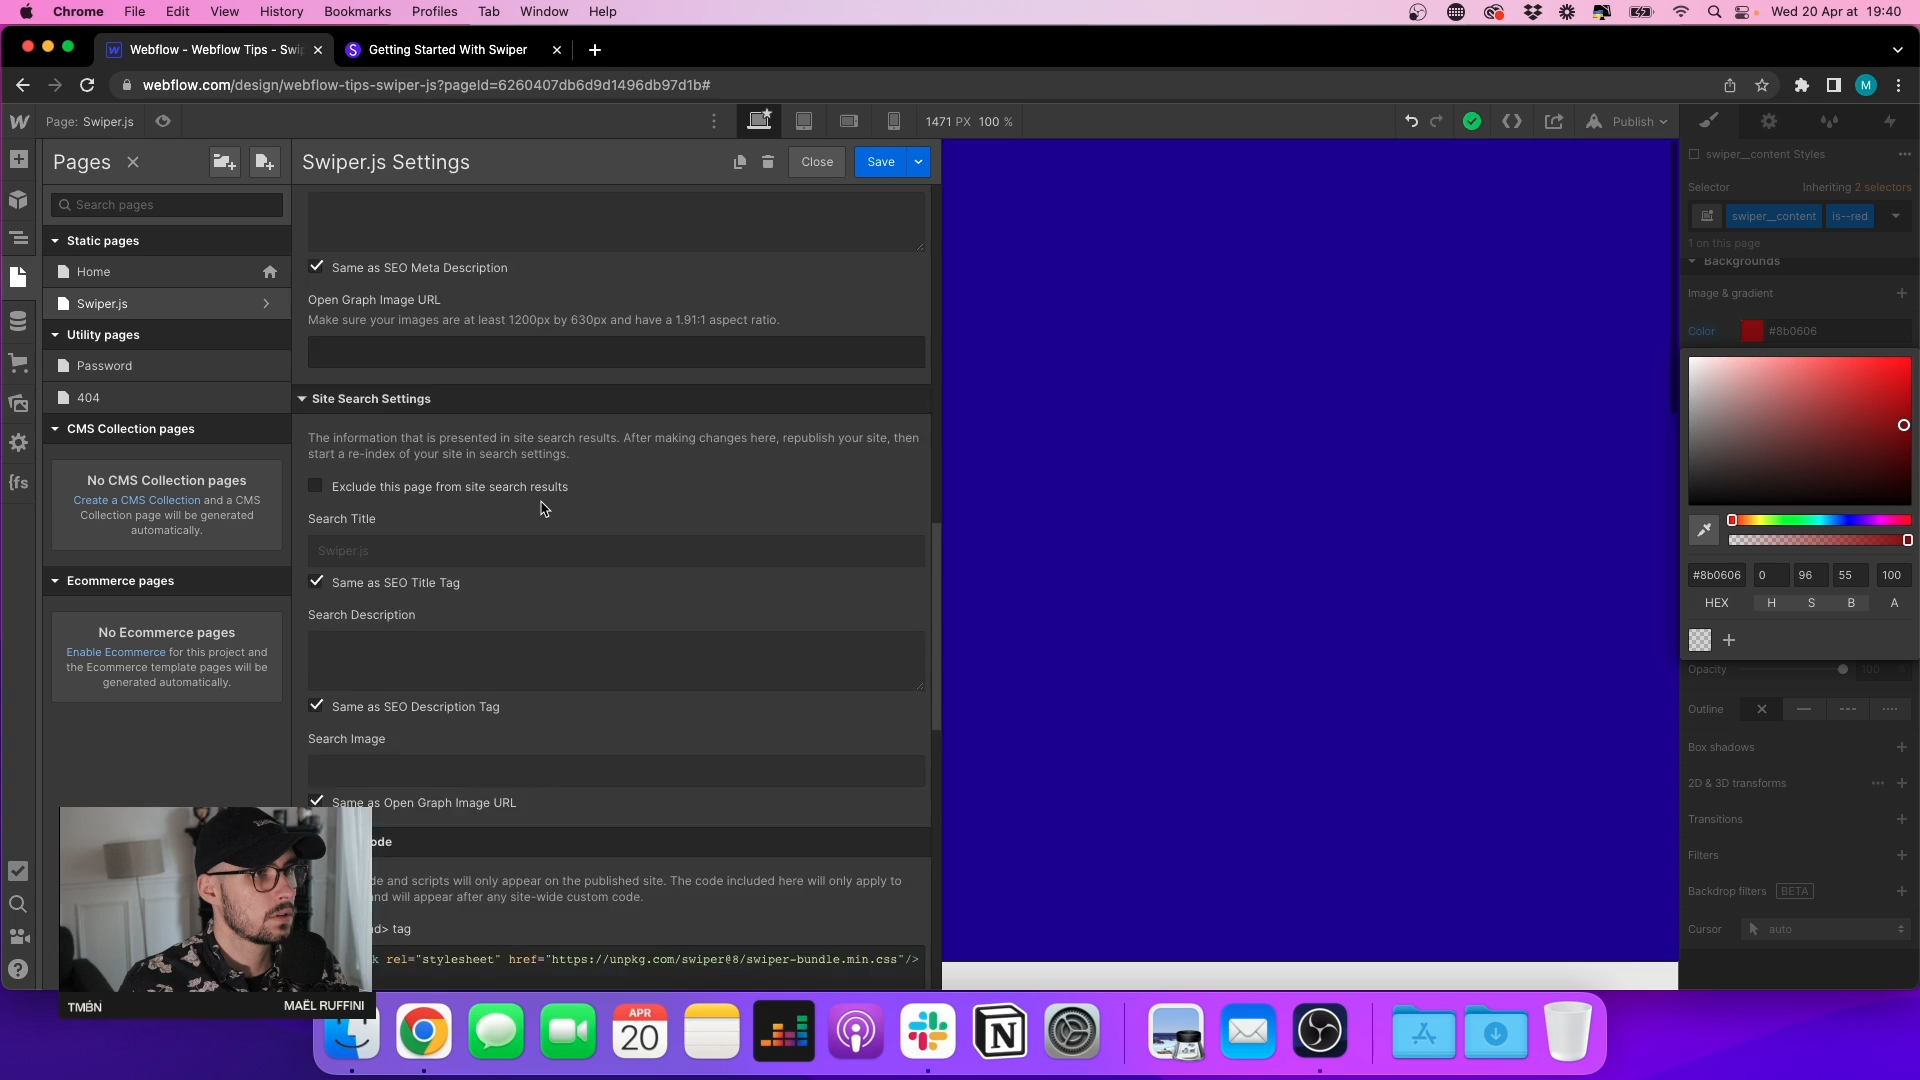 Chrome File Edit View History Bookmarks Profiles Tab Window Help Wed 20 Apr at 19:40
Webflow - Webflow Tips - Swi Getting Started With Swiper
webflow.com/design/webflow-tips-swiper-js?pageId=6260407db6d9d1496db97d1b# M
Page: Swiper.js 1471 PX 100 % Publish
Pages
Search pages
Static pages
Home
Swiper.js
Utility pages
Password
404
CMS Collection pages
No CMS Collection pages
Create a CMS Collection and a CMS
Collection page will be generated
automatically.
Ecommerce pages
No Ecommerce pages
Enable Ecommerce for this project and
the Ecommerce template pages will be
generated automatically.
Swiper.js Settings Close Save
Same as SEO Meta Description
Open Graph Image URL
Make sure your images are at least 1200px by 630px and have a 1.91:1 aspect ratio.
Site Search Settings
The information that is presented in site search results. After making changes here, republish your site, then
start a re-index of your site in search settings.
Exclude this page from site search results
Search Title
Swiper.js
Same as SEO Title Tag
Search Description
Same as SEO Description Tag
Search Image
Same as Open Graph Image URL
ode
de and scripts will only appear on the published site. The code included here will only apply to
and will appear after any site-wide custom code.
ad> tag
k rel="stylesheet" href="https://unpkg.com/swiper@8/swiper-bundle.min.css"/>
swiper__content Styles
Selector Inheriting 2 selectors
swiper__content is--red
1 on this page
Backgrounds
Image & gradient
Color #8b0606
#8b0606 0 96 55 100
HEX H S B A
Opacity 100
Outline
Box shadows
2D & 3D transforms
Transitions
Filters
Backdrop filters BETA
Cursor auto
TMBN MAËL RUFFINI
APR
20